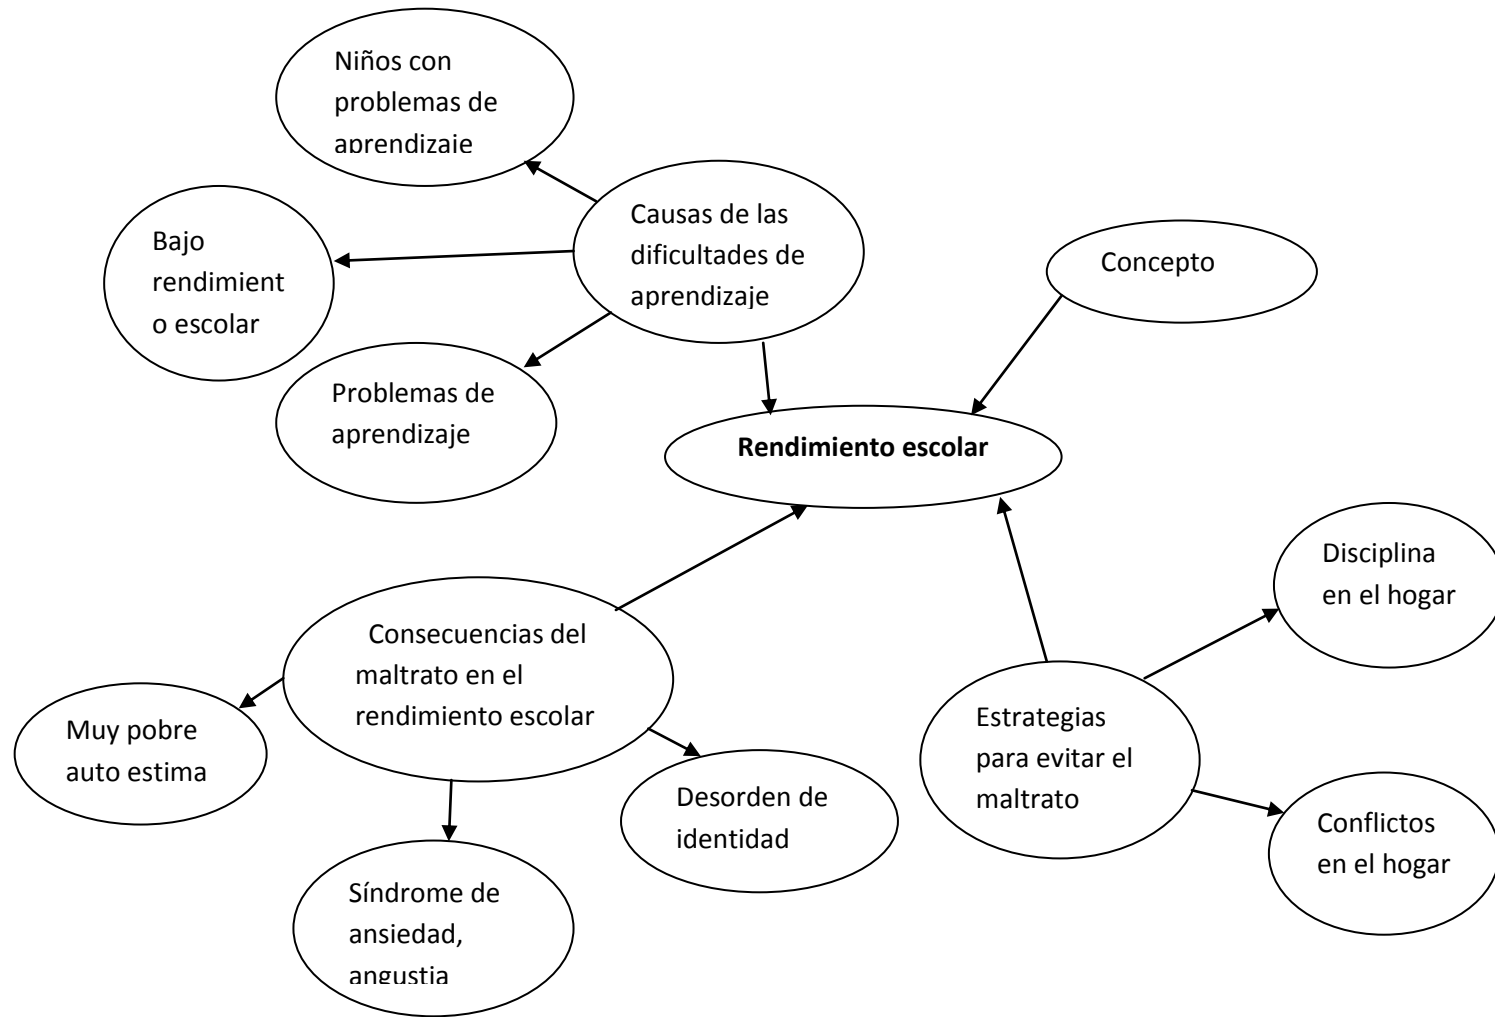 Niños con
problemas de
aprendizaje
Causas de las
dificultades de
aprendizaje
Bajo
rendimient
o escolar
Concepto
Problemas de
aprendizaje
Rendimiento escolar
Disciplina
en el hogar
Consecuencias del
maltrato en el
rendimiento escolar
Muy pobre
auto estima
Estrategias
para evitar el
maltrato
Desorden de
identidad
Conflictos
en el hogar
Síndrome de
ansiedad,
angustia